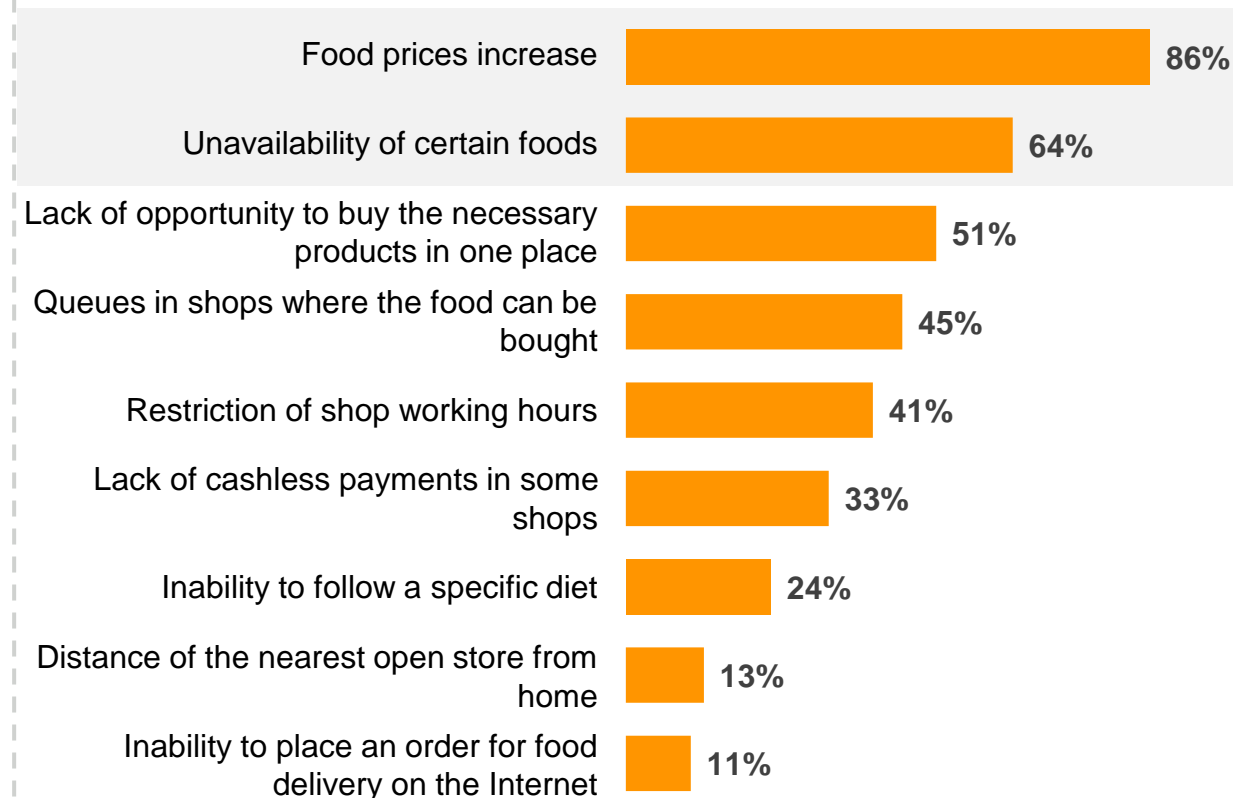 Food prices increase
86%
Unavailability of certain foods
64%
Lack of opportunity to buy the necessary
products in one place
51%
Queues in shops where the food can be
bought
45%
Restriction of shop working hours
41%
Lack of cashless payments in some
shops
33%
Inability to follow a specific diet
24%
Distance of the nearest open store from
home
13%
Inability to place an order for food
delivery on the Internet
11%